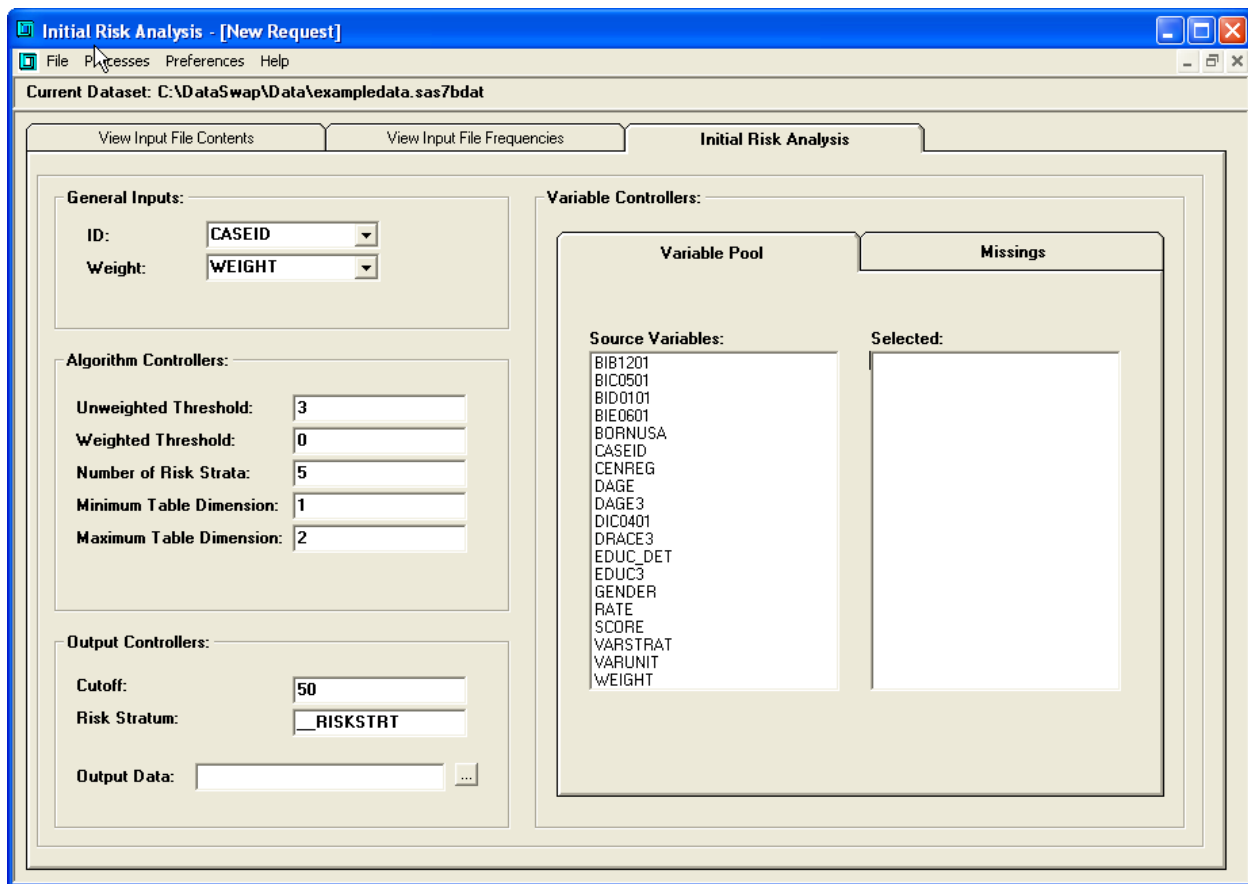 Initial Risk Analysis - [New Request]
File Processes Preferences Help
Current Dataset: C:\DataSwap\Data\exampledata.sas7bdat
View Input File Contents
View Input File Frequencies
Initial Risk Analysis
General Inputs:
ID: CASEID
Weight: WEIGHT
Algorithm Controllers:
Unweighted Threshold: 3
Weighted Threshold: 0
Number of Risk Strata: 5
Minimum Table Dimension: 1
Maximum Table Dimension: 2
Output Controllers:
Cutoff: 50
Risk Stratum: __RISKSTRT
Output Data: ...
Variable Controllers:
Variable Pool
Missings
Source Variables:
BIB1201
BIC0501
BID0101
BIE0601
BORNUSA
CASEID
CENREG
DAGE
DAGE3
DIC0401
DRACE3
EDUC_DET
EDUC3
GENDER
RATE
SCORE
VARSTRAT
VARUNIT
WEIGHT
Selected: